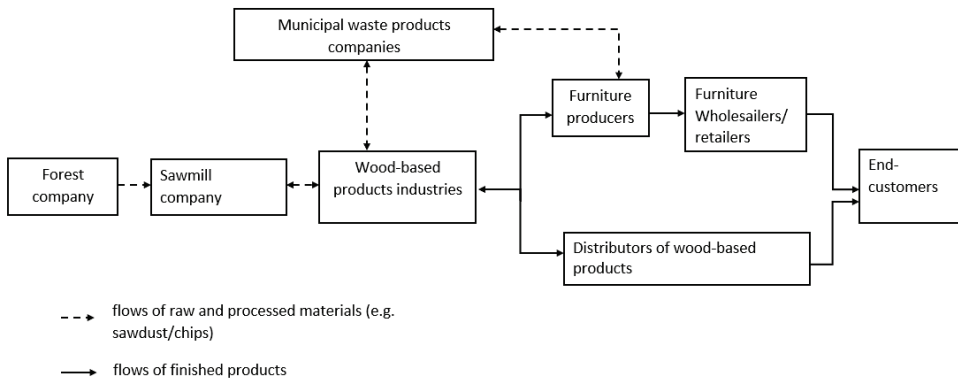 Municipal waste products
companies
Furniture
producers
Furniture
Wholesailers/
retailers
Forest
company
Sawmill
company
Wood-based
products industries
End-
customers
Distributors of wood-based
products
flows of raw and processed materials (e.g.
sawdust/chips)
flows of finished products